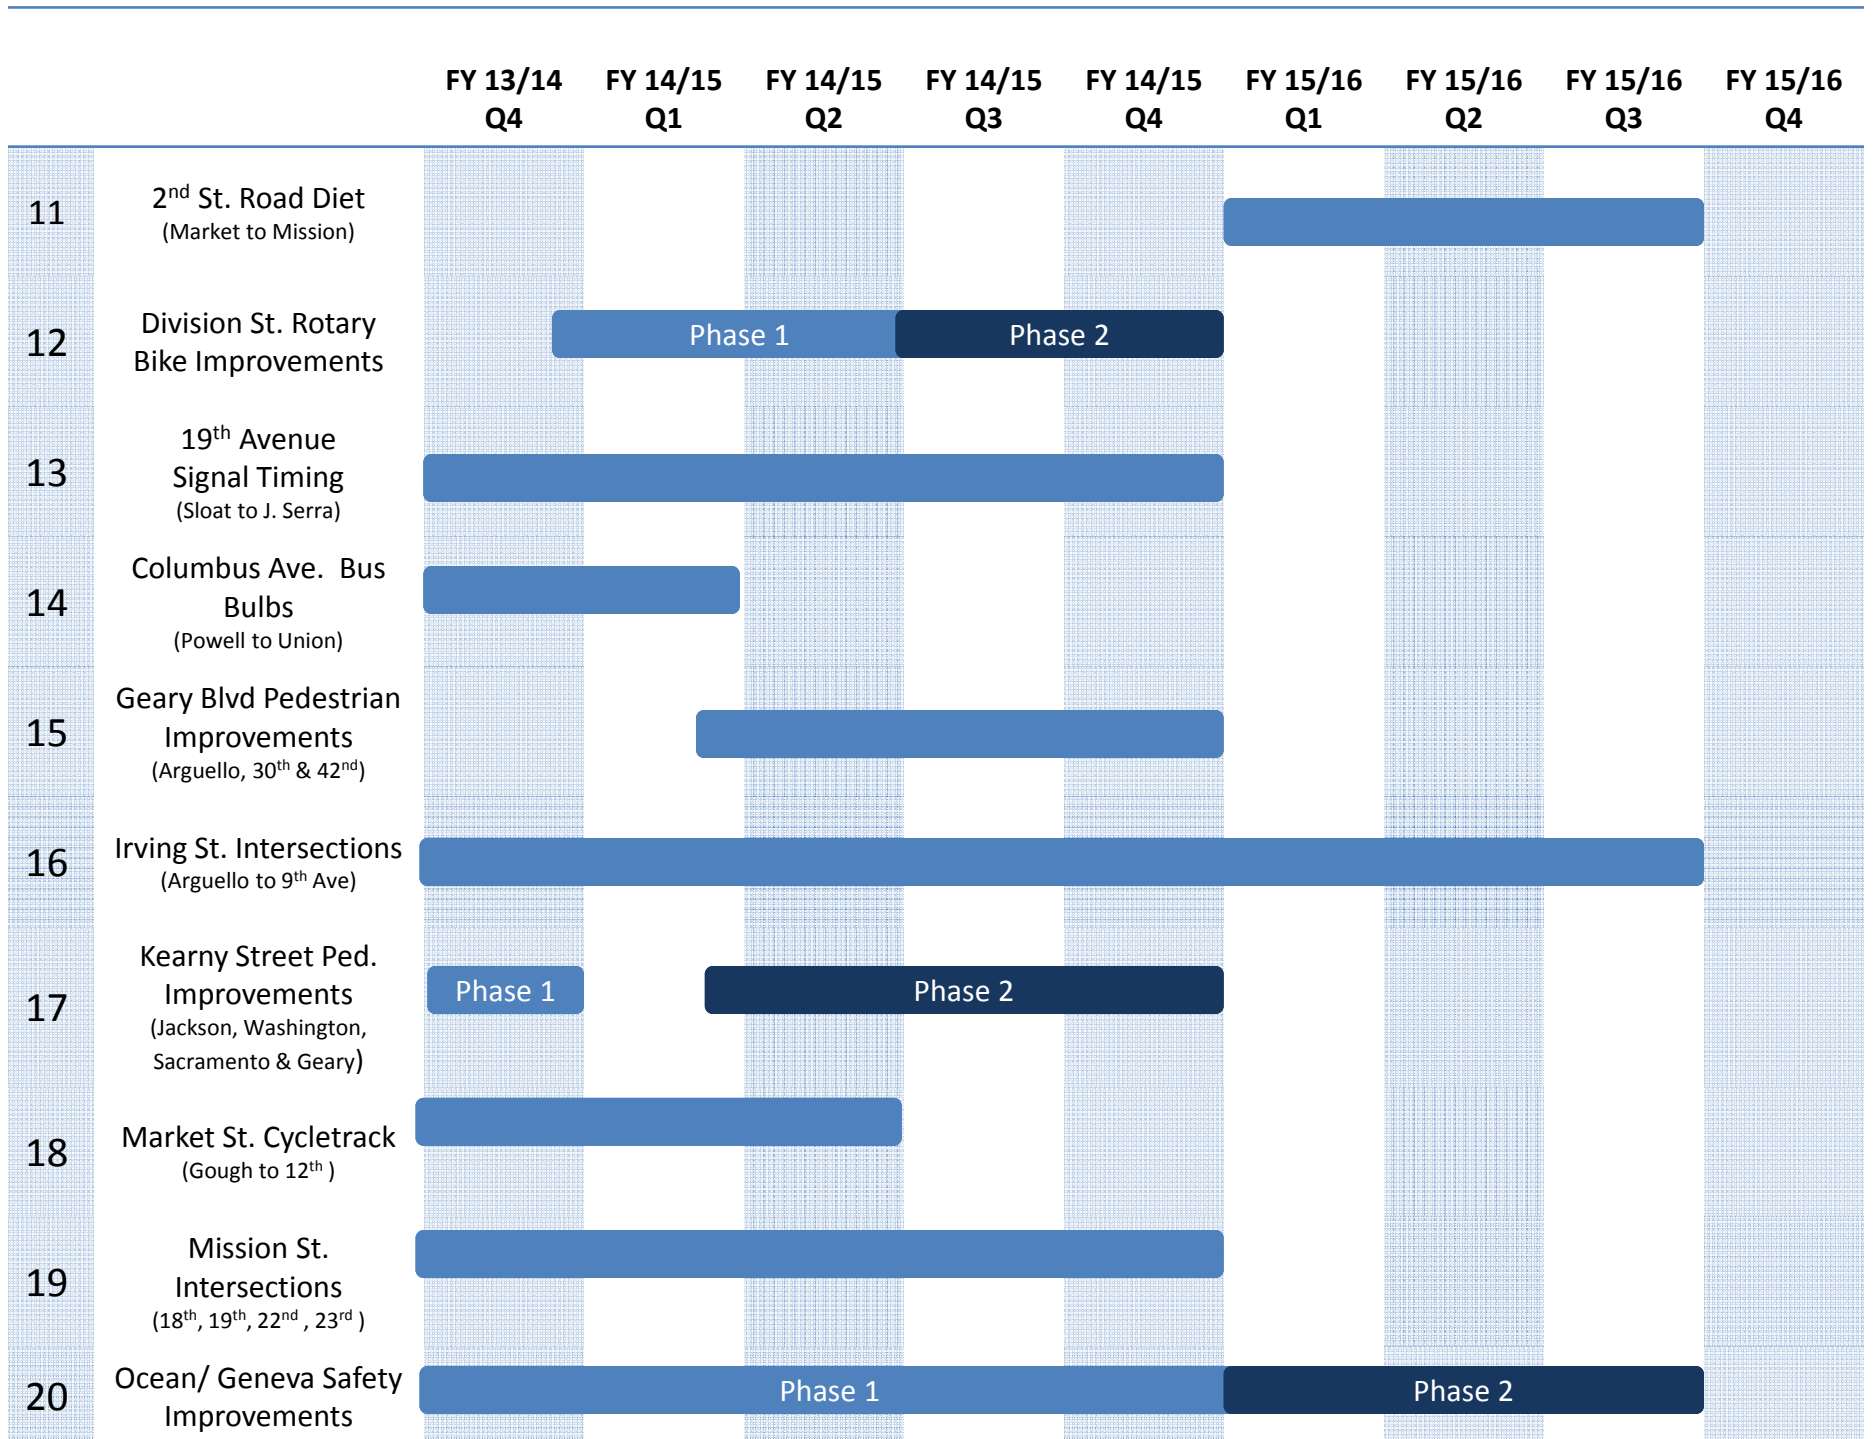 FY 13/14 FY 14/15 FY 14/15 FY 14/15 FY 14/15 FY 15/16 FY 15/16 FY 15/16 FY 15/16
Q4 Q1 Q2 Q3 Q4 Q1 Q2 Q3 Q4
11
2nd St. Road Diet
(Market to Mission)
12
Division St. Rotary
Bike Improvements
Phase 1 Phase 2
13
19th Avenue
Signal Timing
(Sloat to J. Serra)
14
Columbus Ave. Bus
Bulbs
(Powell to Union)
15
Geary Blvd Pedestrian
Improvements
(Arguello, 30th & 42nd)
16
Irving St. Intersections
(Arguello to 9th Ave)
17
Kearny Street Ped.
Improvements
(Jackson, Washington,
Sacramento & Geary)
Phase 1 Phase 2
18
Market St. Cycletrack
(Gough to 12th )
19
Mission St.
Intersections
(18th, 19th, 22nd , 23rd )
20
Ocean/ Geneva Safety
Improvements
Phase 1 Phase 2